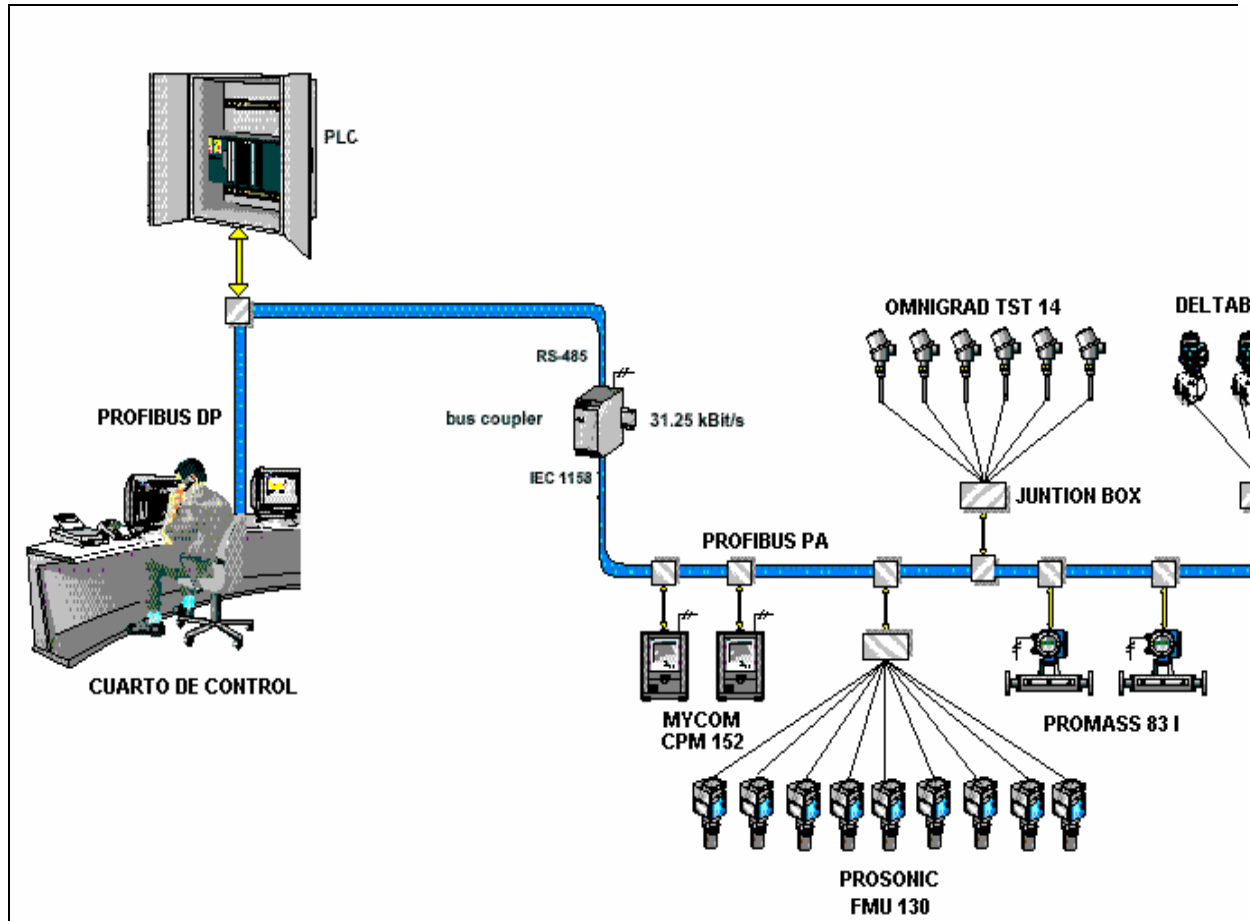 PLC
OMNIGRAD TST 14
DELTAB
RS-485
PROFIBUS DP
bus coupler
31.25 kBit/s
IEC 1158
JUNTION BOX
PROFIBUS PA
CUARTO DE CONTROL
MYCOM
CPM 152
PROMASS 83 I
PROSONIC
FMU 130